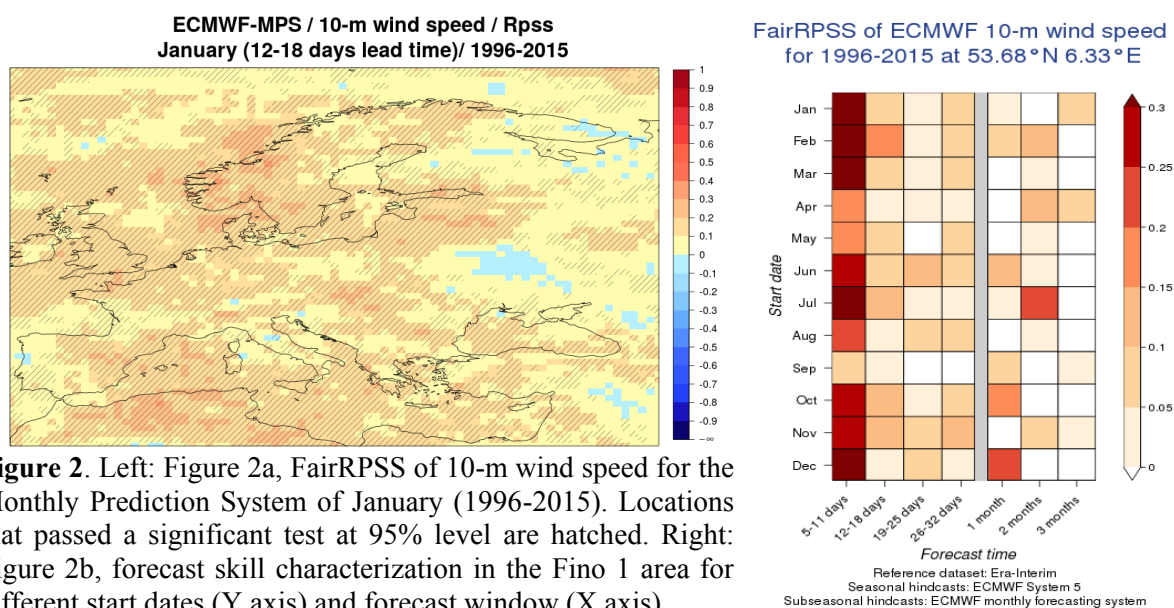 ECMWF-MPS / 10-m wind speed / Rpss
January (12-18 days lead time)/ 1996-2015
1
0.9
0.8
0.7
0.6
0.5
0.4
0.3
0.2
0.1
0
-0.1
-0.2
-0.3
-0.4
-0.5
-0.6
-0.7
-0.8
-0.9
-∞
FairRPSS of ECMWF 10-m wind speed
for 1996-2015 at 53.68°N 6.33°E
Start date
Jan
Feb
Mar
Apr
May
Jun
Jul
Aug
Sep
Oct
Nov
Dec
5-11 days
12-18 days
19-25 days
26-32 days
1 month
2 months
3 months
Forecast time
0.3
0.25
0.2
0.15
0.1
0.05
0
Reference dataset: Era-Interim
Seasonal hindcasts: ECMWF System 5
Subseasonal hindcasts: ECMWF monthly forecasting system
igure 2. Left: Figure 2a, FairRPSS of 10-m wind speed for the
Monthly Prediction System of January (1996-2015). Locations
at passed a significant test at 95% level are hatched. Right:
igure 2b, forecast skill characterization in the Fino 1 area for
ifferent start dates (Y axis) and forecast window (X axis)